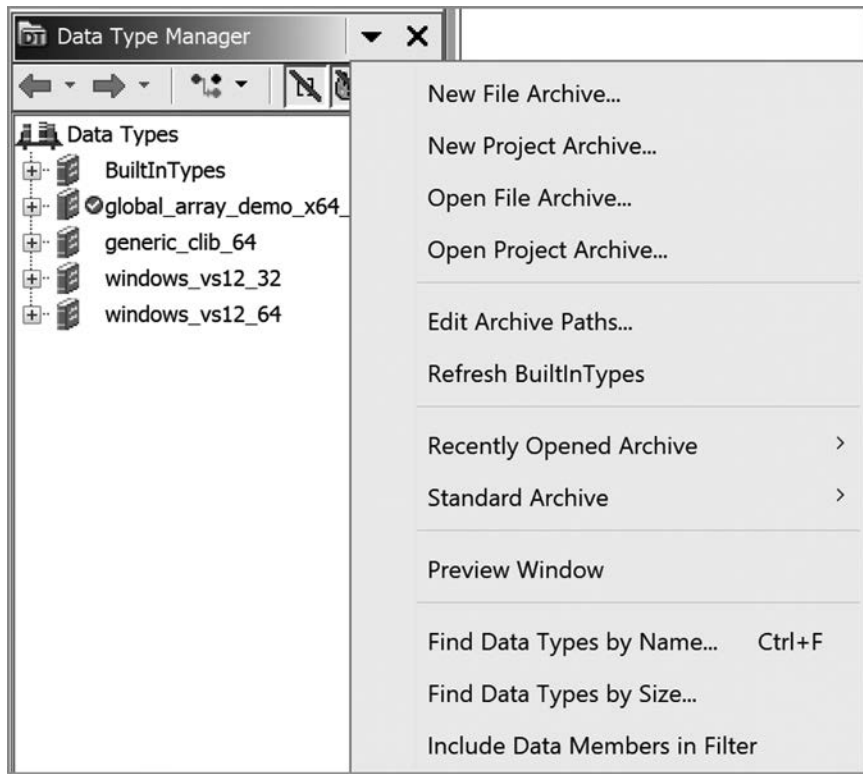 Data Type Manager
Data Types
BuiltInTypes
global_array_demo_x64_
generic_clib_64
windows_vs12_32
windows_vs12_64
New File Archive...
New Project Archive...
Open File Archive...
Open Project Archive...
Edit Archive Paths...
Refresh BuiltInTypes
Recently Opened Archive
Standard Archive
Preview Window
Find Data Types by Name... Ctrl+F
Find Data Types by Size...
Include Data Members in Filter